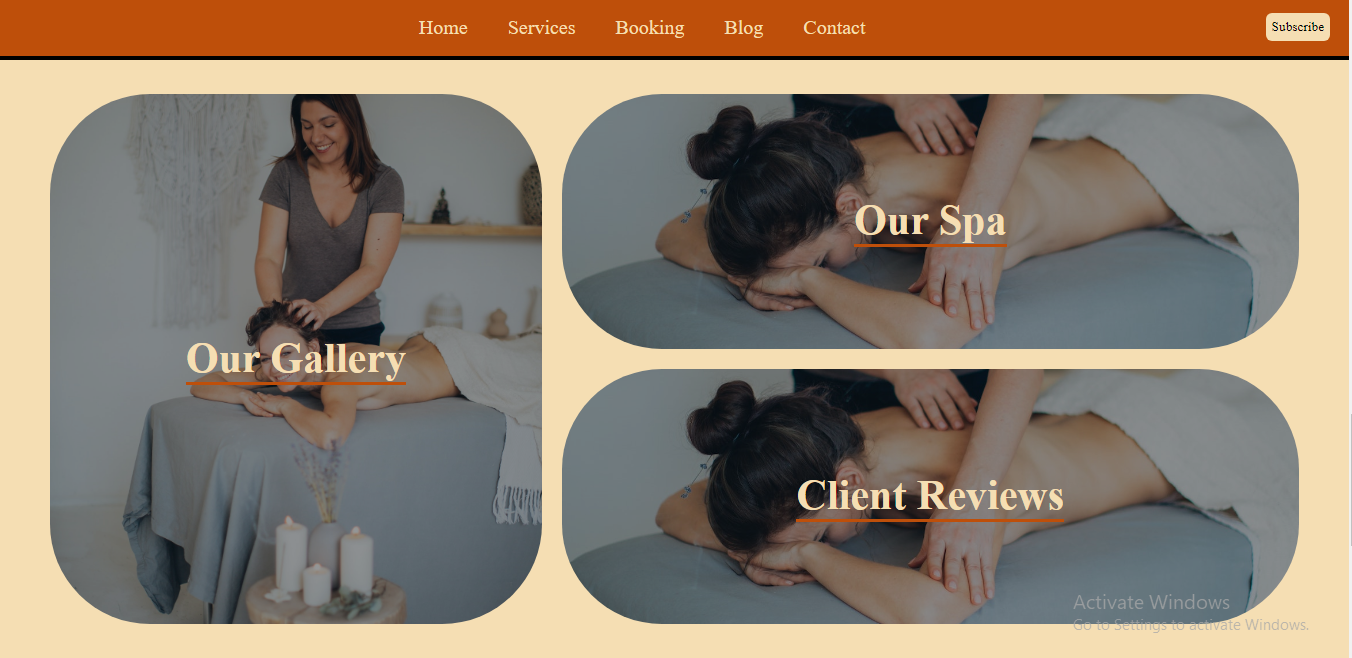 Home Services Booking Blog Contact Subscribe
Our Gallery
Our Spa
Client Reviews
Activate Windows
Go to Settings to activate Windows.